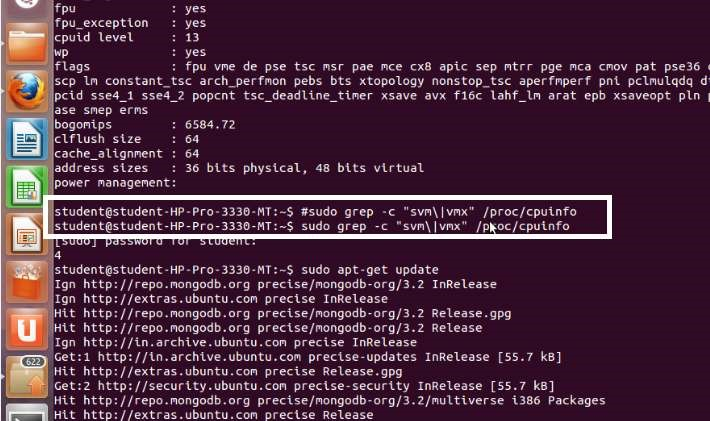 fpu : yes
fpu_exception : yes
cpuid level : 13
wp : yes
flags : fpu vme de pse tsc msr pae mce cx8 apic sep mtrr pge mca cmov pat pse36
scp lm constant_tsc arch_perfmon pebs bts xtopology nonstop_tsc aperfmperf pni pclmulqdq
pcid sse4_1 sse4_2 popcnt tsc_deadline_timer xsave avx f16c lahf_lm arat epb xsaveopt pln
ase smep erms
bogomips : 6584.72
clflush size : 64
cache_alignment : 64
address sizes : 36 bits physical, 48 bits virtual
power management:
student@student-HP-Pro-3330-MT:~$ #sudo grep -c "svm\|vmx" /proc/cpuinfo
student@student-HP-Pro-3330-MT:~$ sudo grep -c "svm\|vmx" /proc/cpuinfo
[sudo] password for student:
4
student@student-HP-Pro-3330-MT:~$ sudo apt-get update
Ign http://repo.mongodb.org precise/mongodb-org/3.2 InRelease
Ign http://extras.ubuntu.com precise InRelease
Hit http://repo.mongodb.org precise/mongodb-org/3.2 Release.gpg
Hit http://repo.mongodb.org precise/mongodb-org/3.2 Release
Ign http://in.archive.ubuntu.com precise InRelease
Get:1 http://in.archive.ubuntu.com precise-updates InRelease [55.7 kB]
Hit http://extras.ubuntu.com precise Release.gpg
Get:2 http://security.ubuntu.com precise-security InRelease [55.7 kB]
Hit http://repo.mongodb.org precise/mongodb-org/3.2/multiverse i386 Packages
Hit http://extras.ubuntu.com precise Release
622